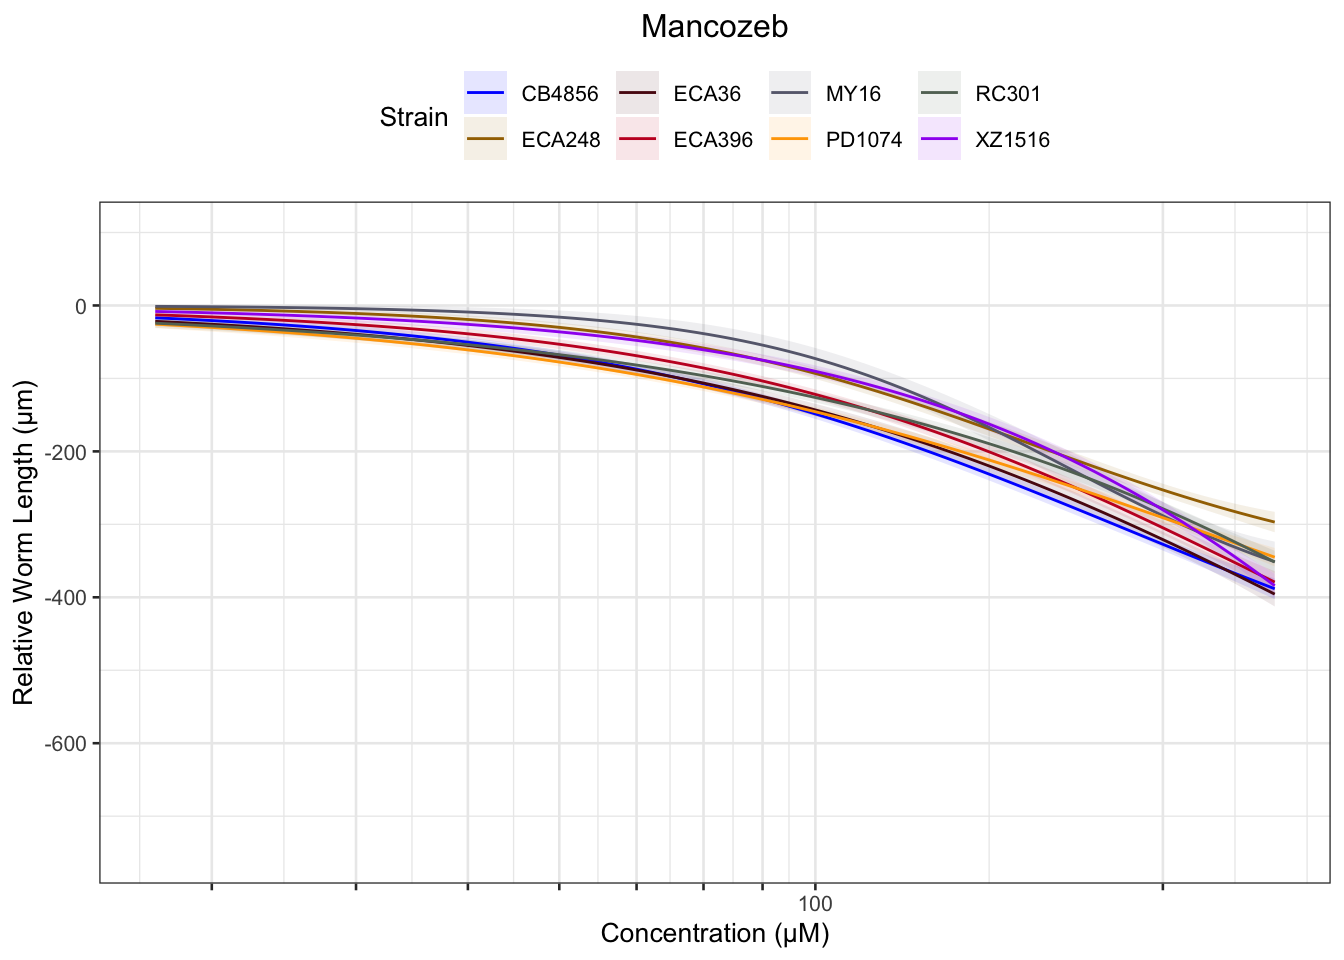 Mancozeb
Strain
CB4856 ECA36 MY16 RC301
ECA248 ECA396 PD1074 XZ1516
Relative Worm Length (µm)
0
-200
-400
-600
100
Concentration (µM)